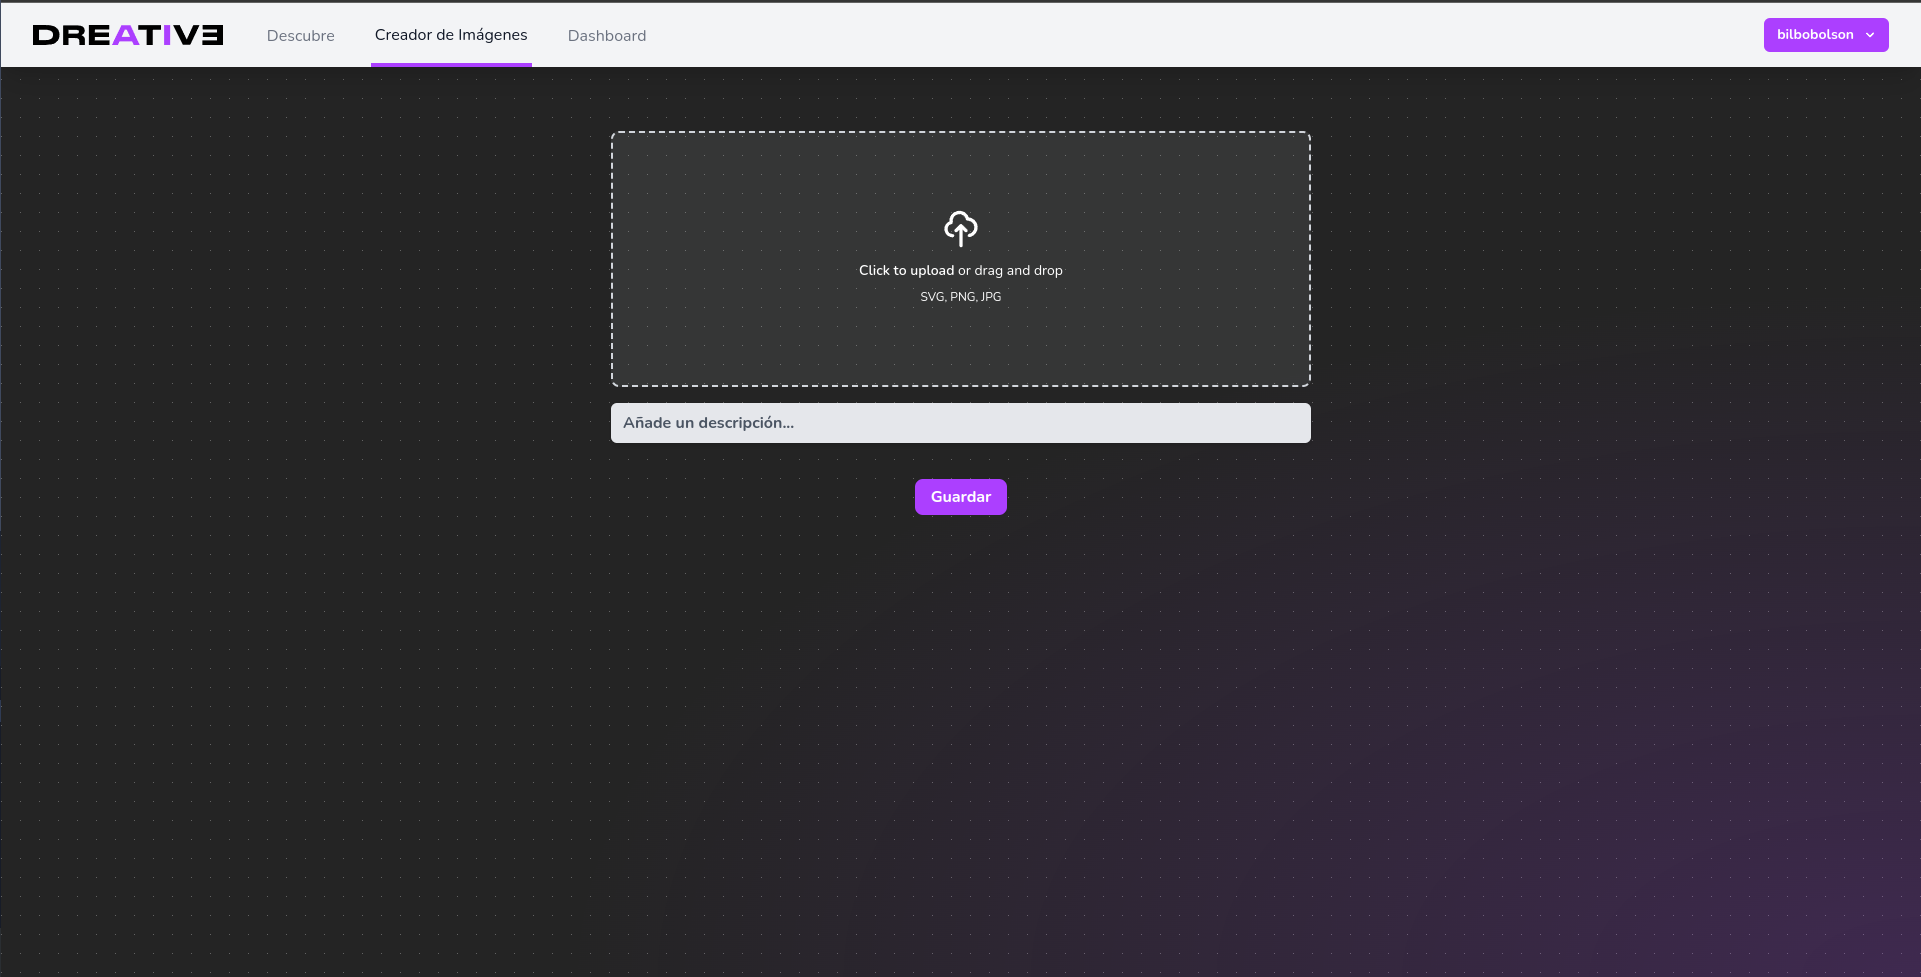 DREATIVE
Descubre
Creador de Imágenes
Dashboard
bilbobolson
Click to upload or drag and drop
SVG, PNG, JPG
Añade un descripción...
Guardar